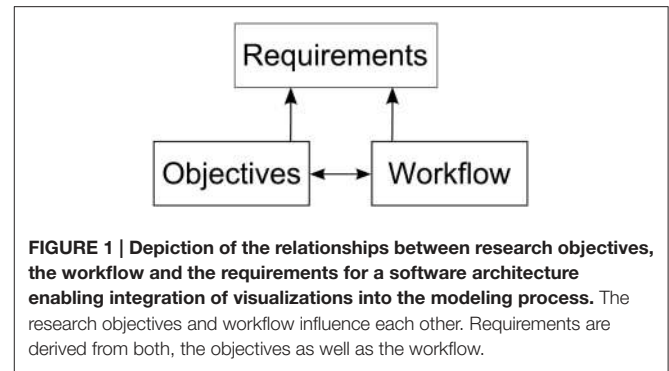 Requirements
Objectives
Workflow
FIGURE 1 | Depiction of the relationships between research objectives,
the workflow and the requirements for a software architecture
enabling integration of visualizations into the modeling process. The
research objectives and workflow influence each other. Requirements are
derived from both, the objectives as well as the workflow.